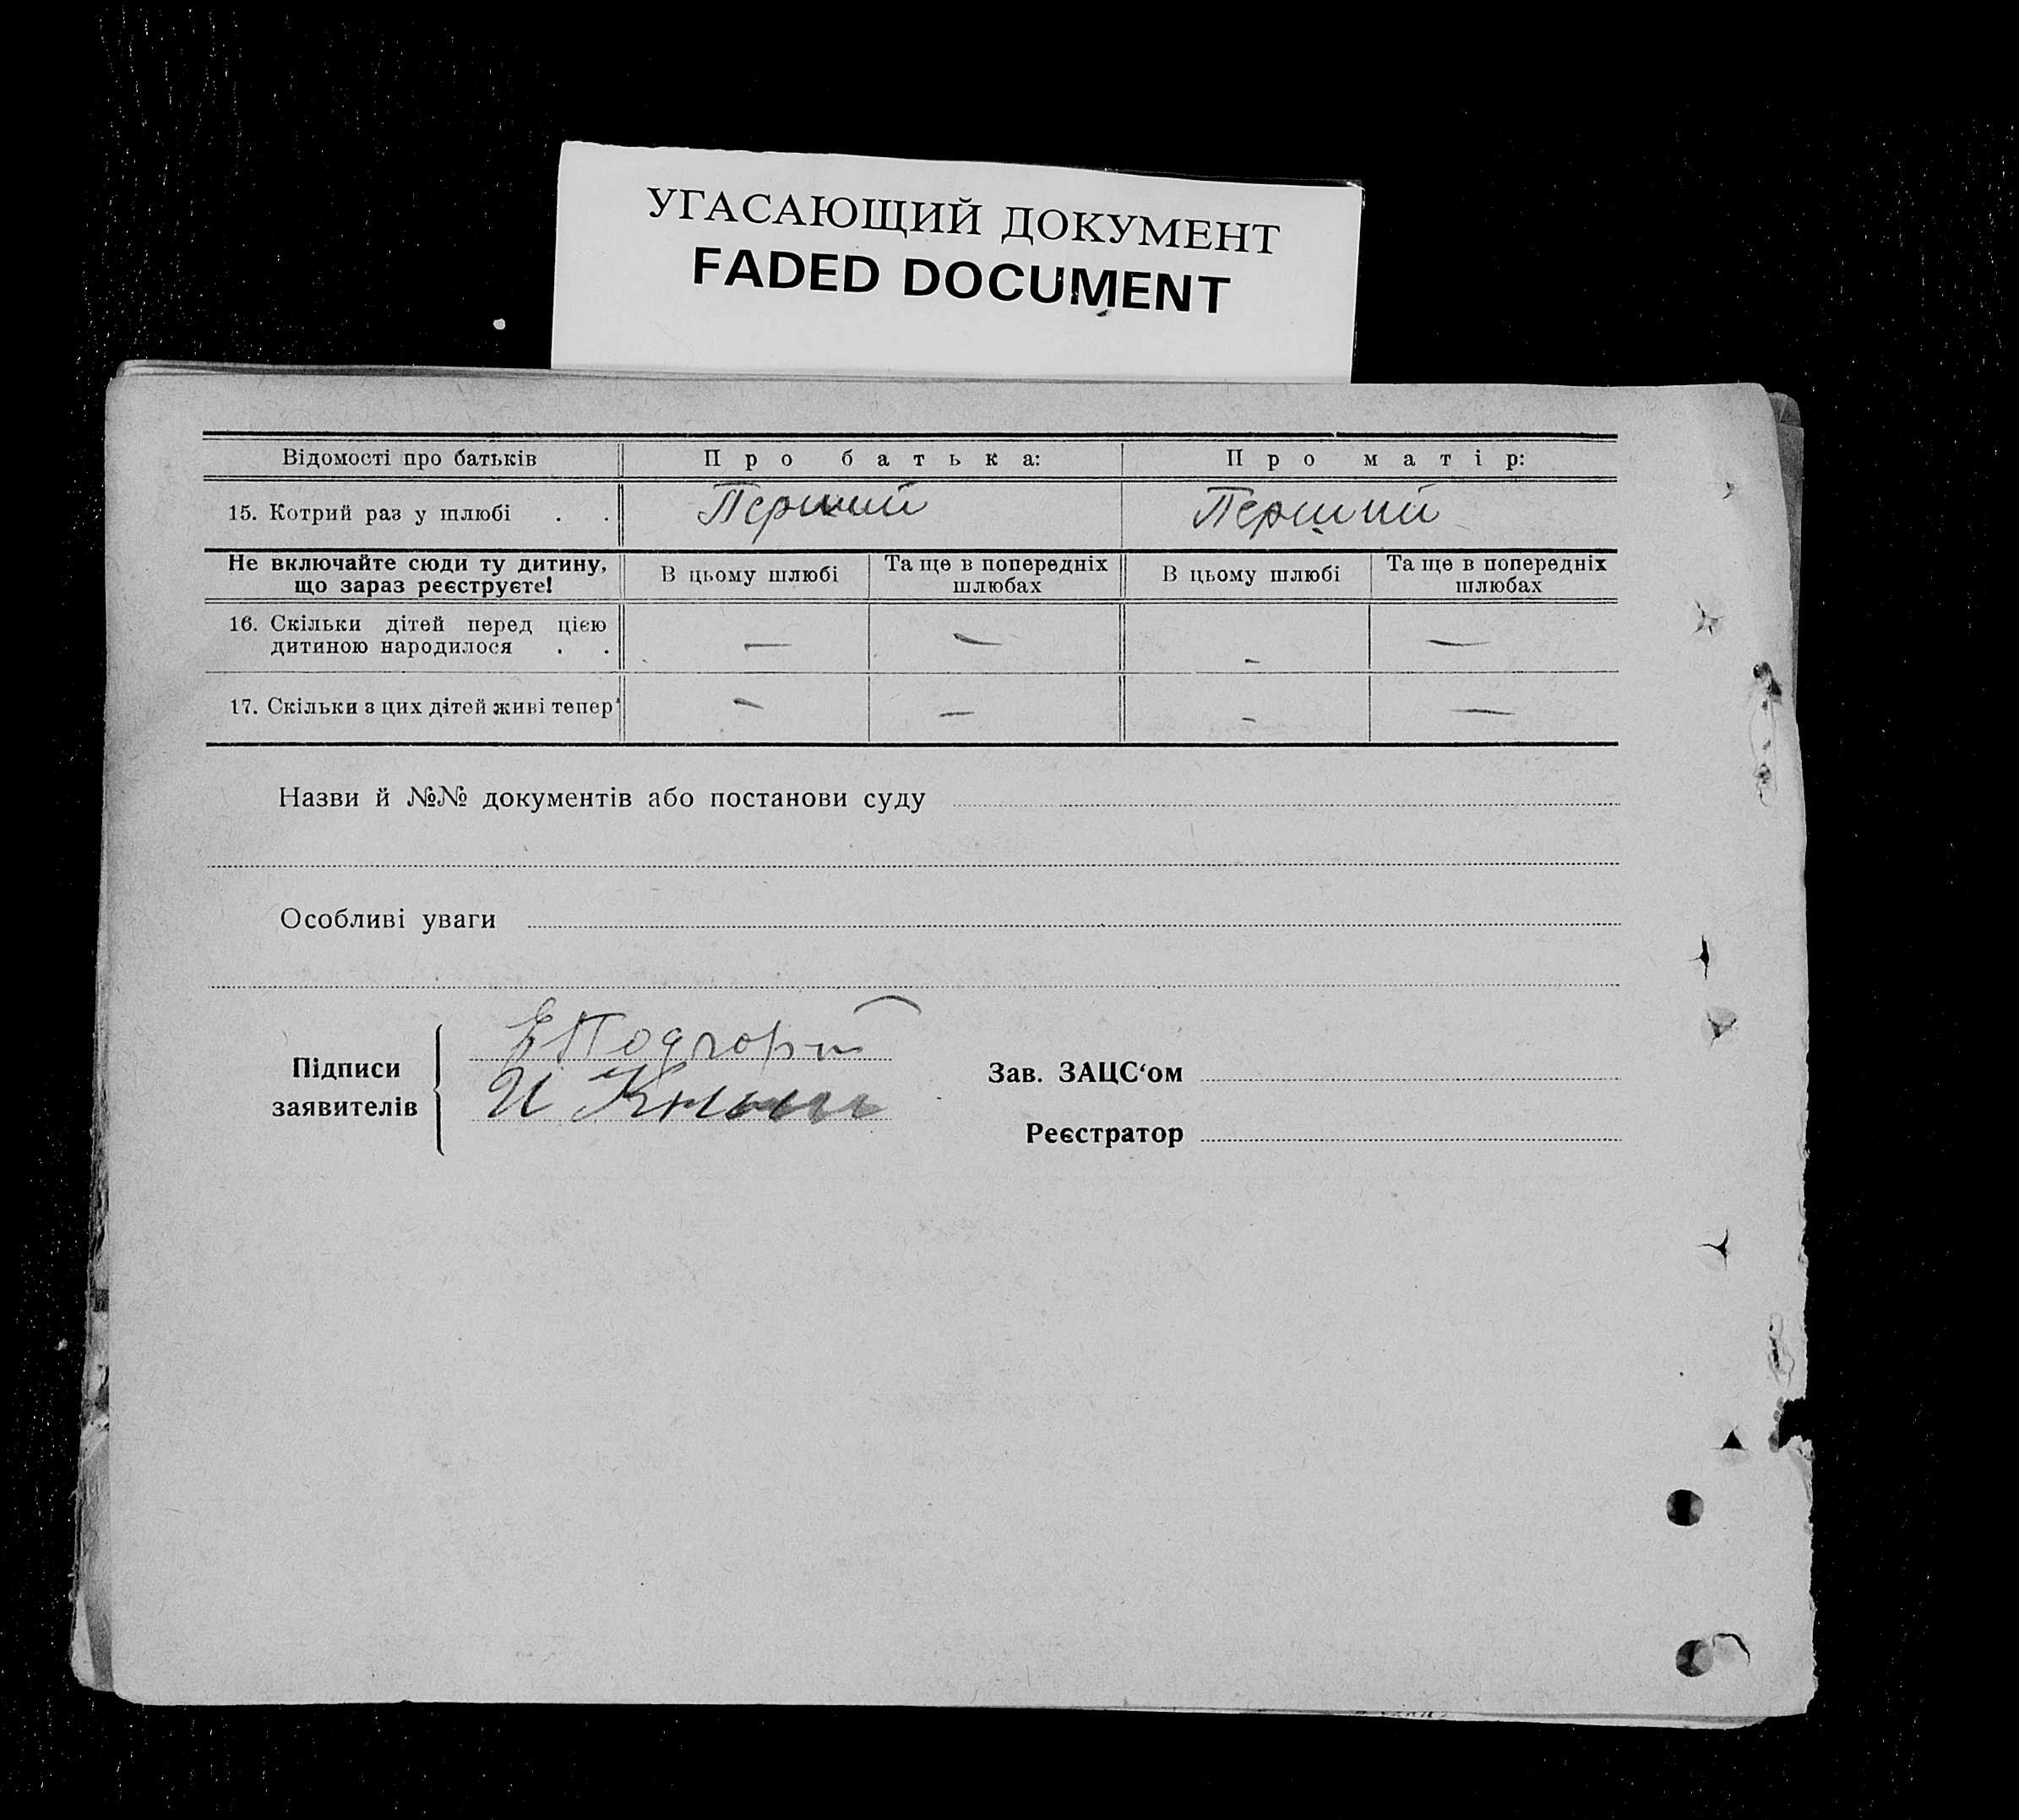 УГАСАЮЩИЙ ДОКУМЕНТ
FADED DOCUMENT
Відомості про батьків Про батька: Про матір:
15. Котрий раз у шлюбі . . Перший Перший
Не включайте сюди ту дитину, що зараз реєструєте! В цьому шлюбі Та ще в попередніх шлюбах В цьому шлюбі Та ще в попередніх шлюбах
16. Скільки дітей перед цією
дитиною народилося . . — — - —
17. Скільки з цих дітей живі тепер' — — - —
Назви й №№ документів або постанови суду
Особливі уваги
Підписи
заявителів
Зав. ЗАЦС‘ом
И
Реєстратор